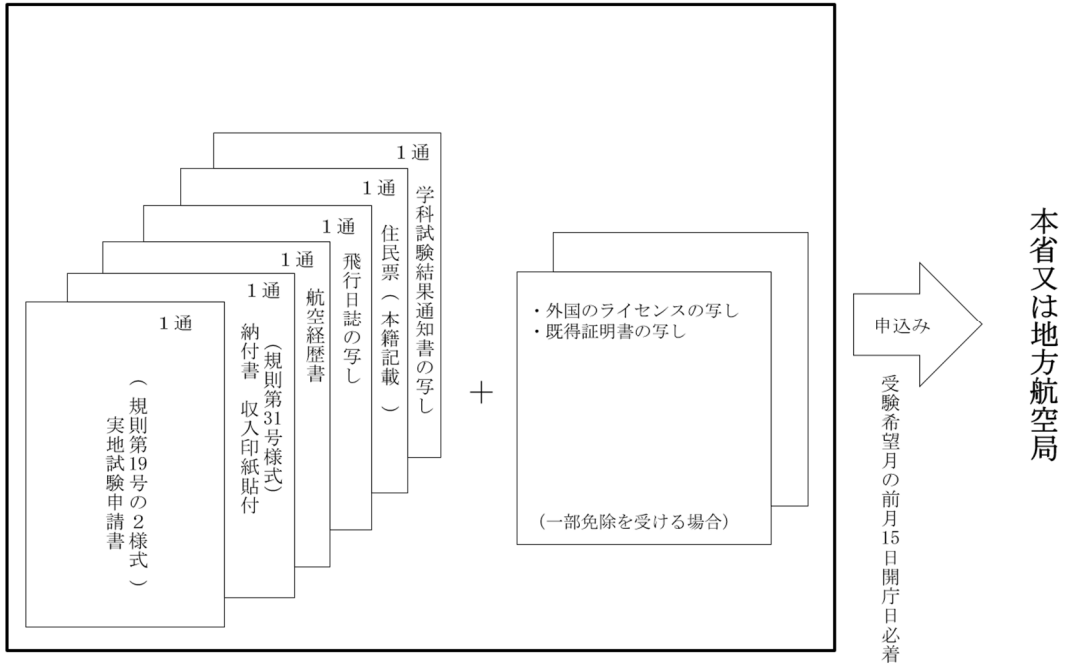 1通
実地試験申請書
(規則第19号の2様式)
1通
納付書 収入印紙貼付
(規則第31号様式)
1通
航空経歴書
1通
飛行日誌の写し
1通
住民票(本籍記載)
1通
学科試験結果通知書の写し
+
・外国のライセンスの写し
・既得証明書の写し
(一部免除を受ける場合)
申込み
受験希望月の前月15日開庁日必着
本省又は地方航空局